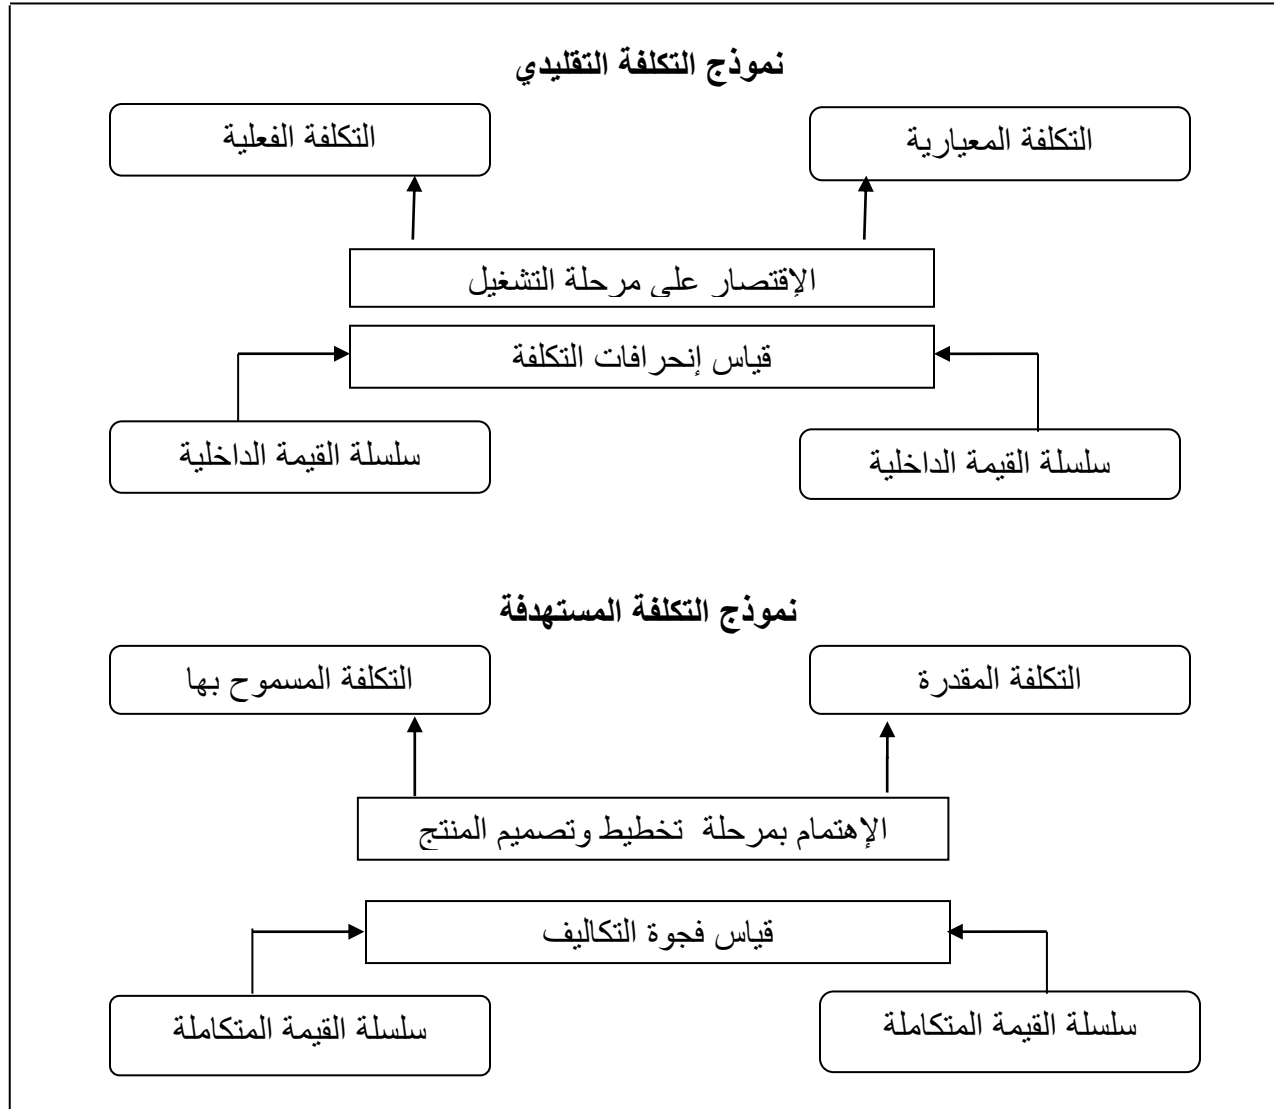 نموذج التكلفة التقليدي
التكلفة المعيارية
التكلفة الفعلية
الإقتصار على مرحلة التشغيل
قياس إنحرافات التكلفة
سلسلة القيمة الداخلية
سلسلة القيمة الداخلية
نموذج التكلفة المستهدفة
التكلفة المقدرة
التكلفة المسموح بها
الإهتمام بمرحلة تخطيط وتصميم المنتج
قياس فجوة التكاليف
سلسلة القيمة المتكاملة
سلسلة القيمة المتكاملة